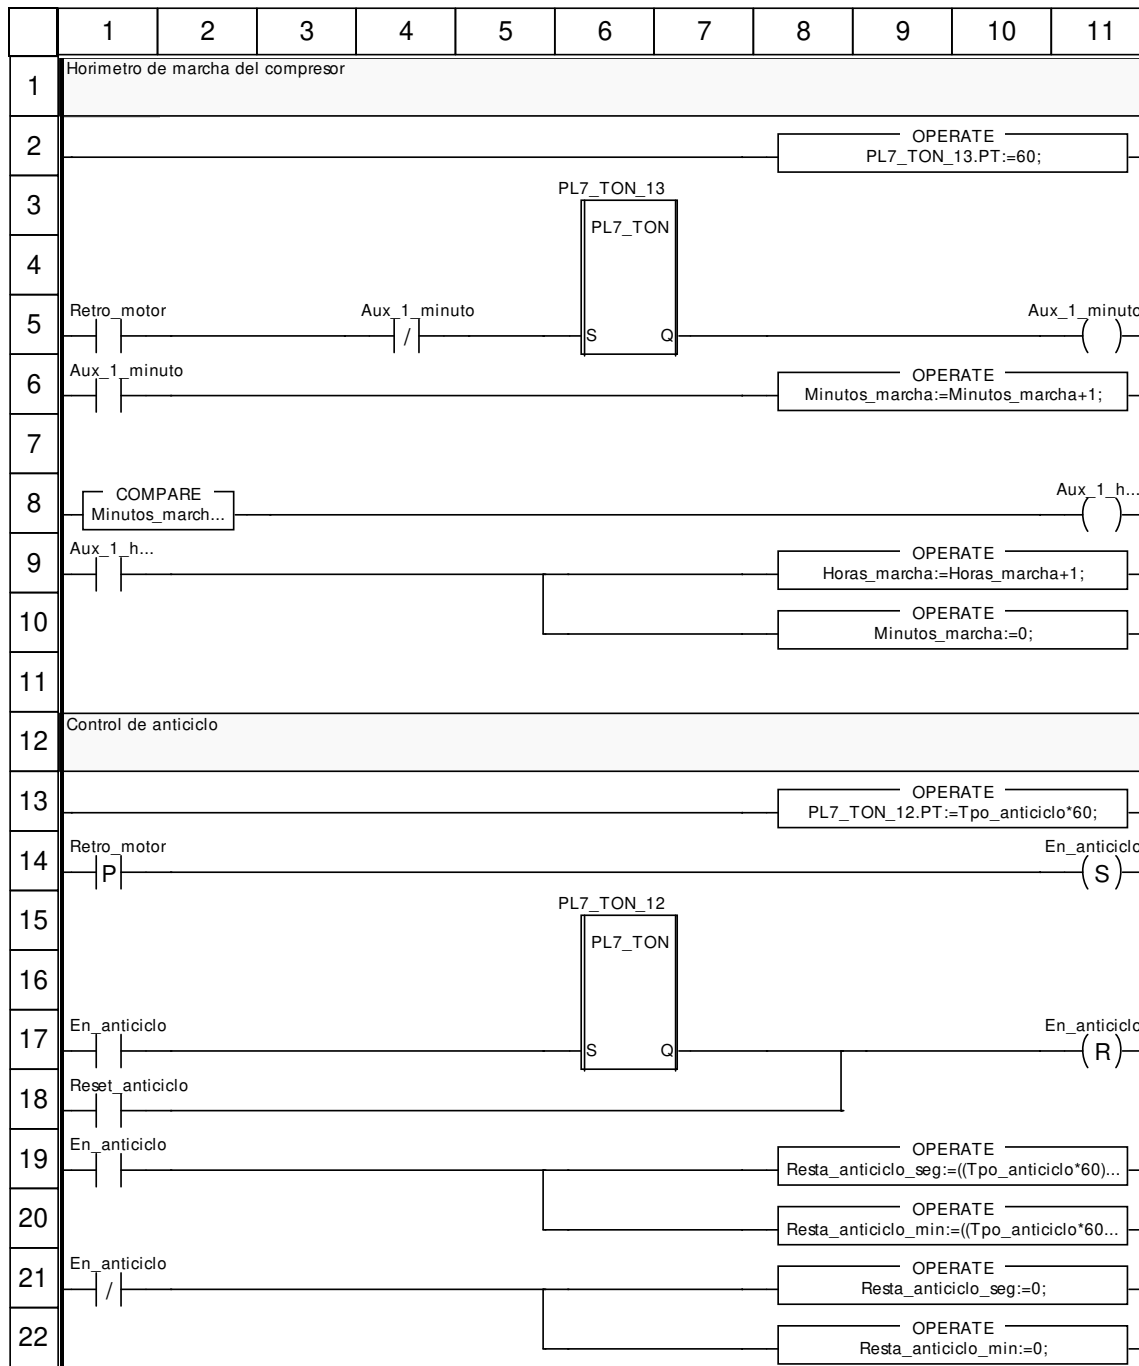 1 2 3 4 5 6 7 8 9 10 11
1 Horimetro de marcha del compresor
2 OPERATE
PL7_TON_13.PT:=60;
3 PL7_TON_13
PL7_TON
4
5 Retro_motor Aux_1_minuto Aux_1_minuto
/ S Q
6 Aux_1_minuto OPERATE
Minutos_marcha:=Minutos_marcha+1;
7
8 COMPARE Aux_1_h...
Minutos_march...
9 Aux_1_h... OPERATE
Horas_marcha:=Horas_marcha+1;
10 OPERATE
Minutos_marcha:=0;
11
12 Control de anticiclo
13 OPERATE
PL7_TON_12.PT:=Tpo_anticiclo*60;
14 Retro_motor En_anticiclo
P S
15 PL7_TON_12
PL7_TON
16
17 En_anticiclo En_anticiclo
S Q R
18 Reset_anticiclo
19 En_anticiclo OPERATE
Resta_anticiclo_seg:=((Tpo_anticiclo*60)...
20 OPERATE
Resta_anticiclo_min:=((Tpo_anticiclo*60...
21 En_anticiclo OPERATE
/ Resta_anticiclo_seg:=0;
22 OPERATE
Resta_anticiclo_min:=0;